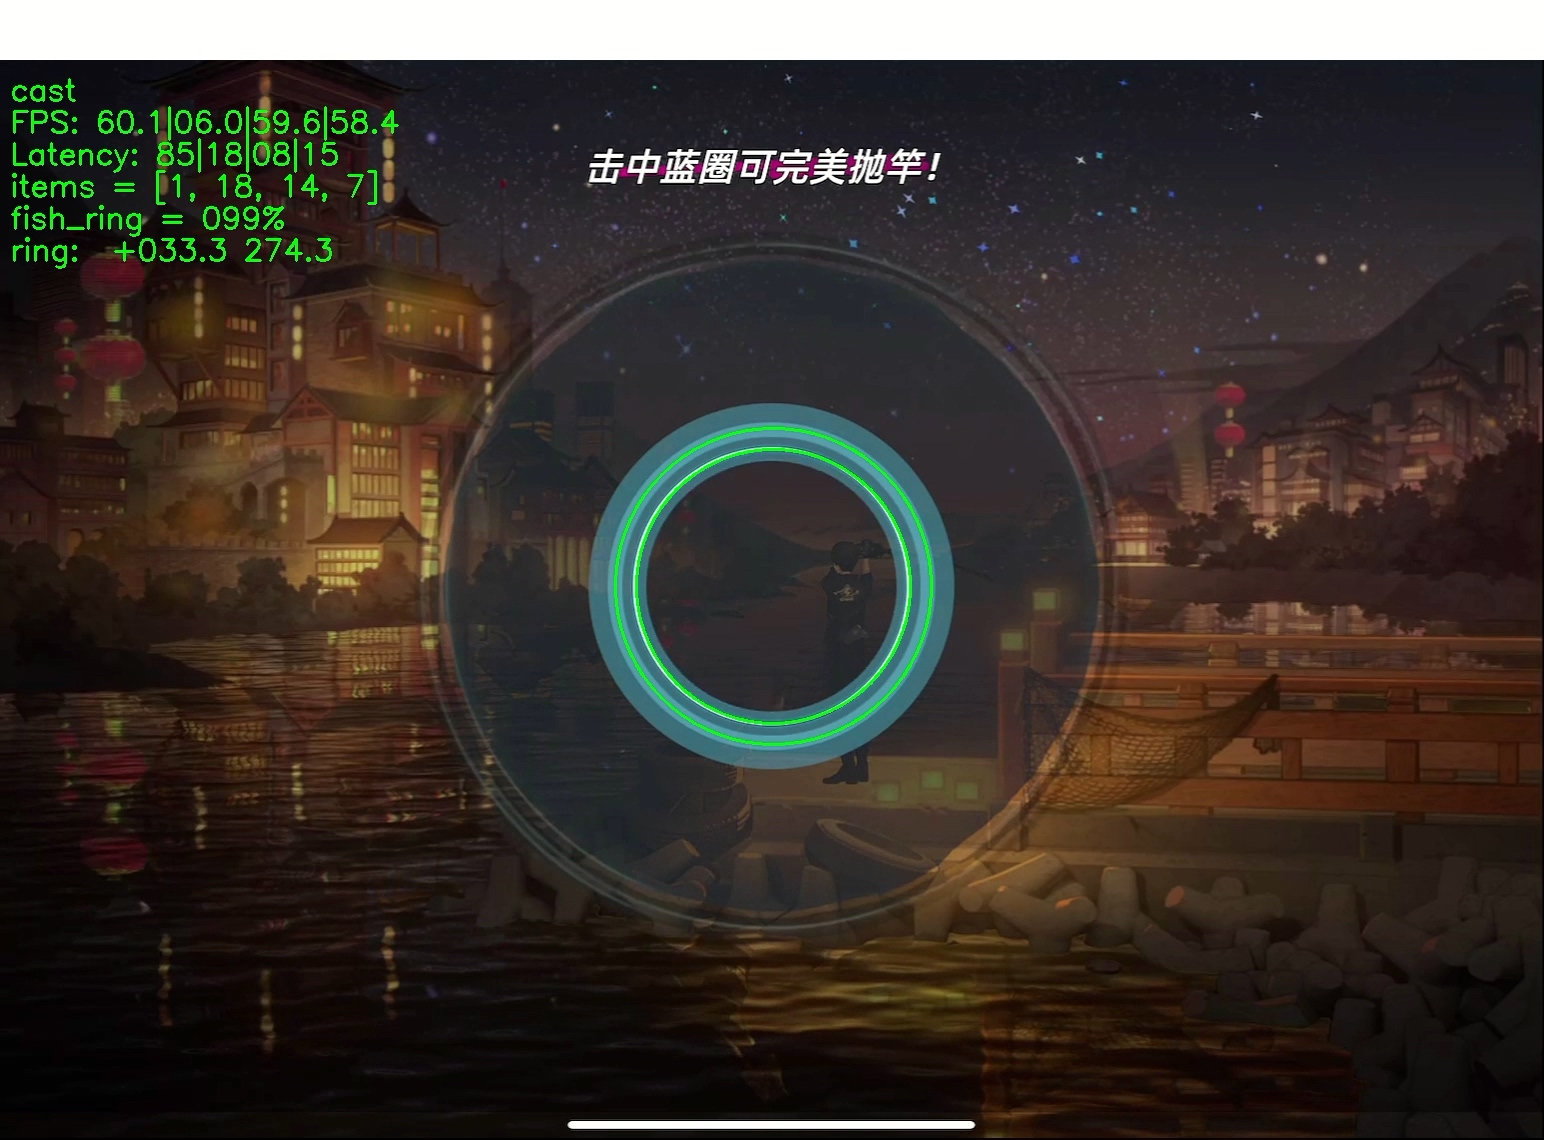 cast
FPS: 60.1|06.0|59.6|58.4
Latency: 85|18|08|15
items = [1, 18, 14, 7]
fish_ring = 099%
ring: +033.3 274.3
击中蓝圈可完美抛竿!